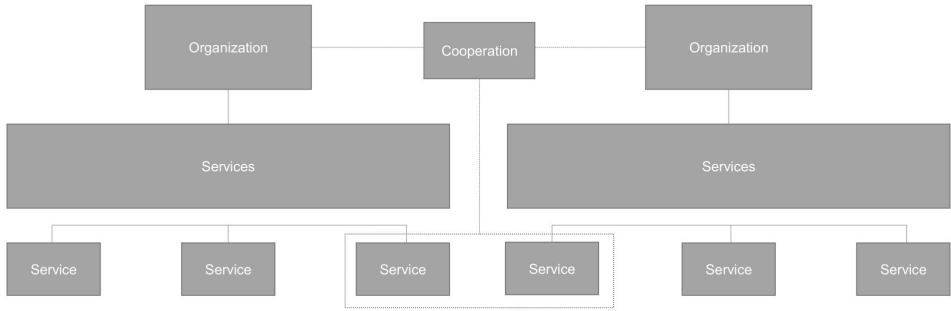 Organization
Cooperation
Organization
Services
Services
Service
Service
Service
Service
Service
Service